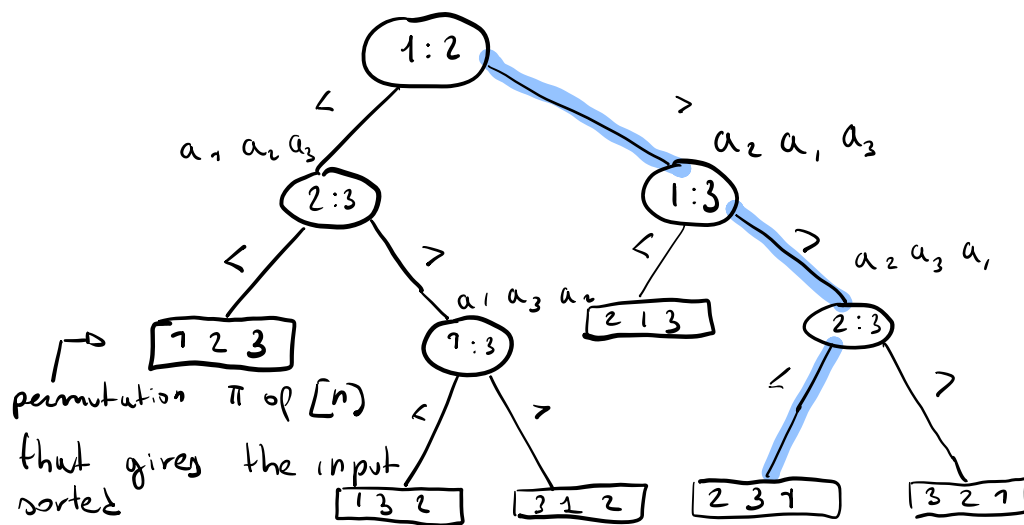 1:2
< >
a1 a2 a3
a2 a1 a3
2:3
1:3
< >
< >
a2 a3 a1
a1 a3 a2
1 2 3
1:3
2 1 3
2:3
permutation π of [n]
< >
< >
that gives the input
sorted
1 3 2
3 1 2
2 3 1
3 2 1